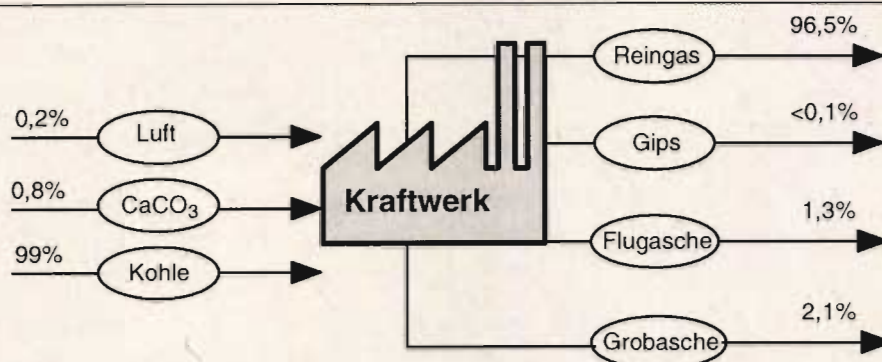 96,5%
Reingas
0,2%
Luft
<0,1%
Gips
0,8%
CaCO₃
Kraftwerk
1,3%
Flugasche
99%
Kohle
2,1%
Grobasche